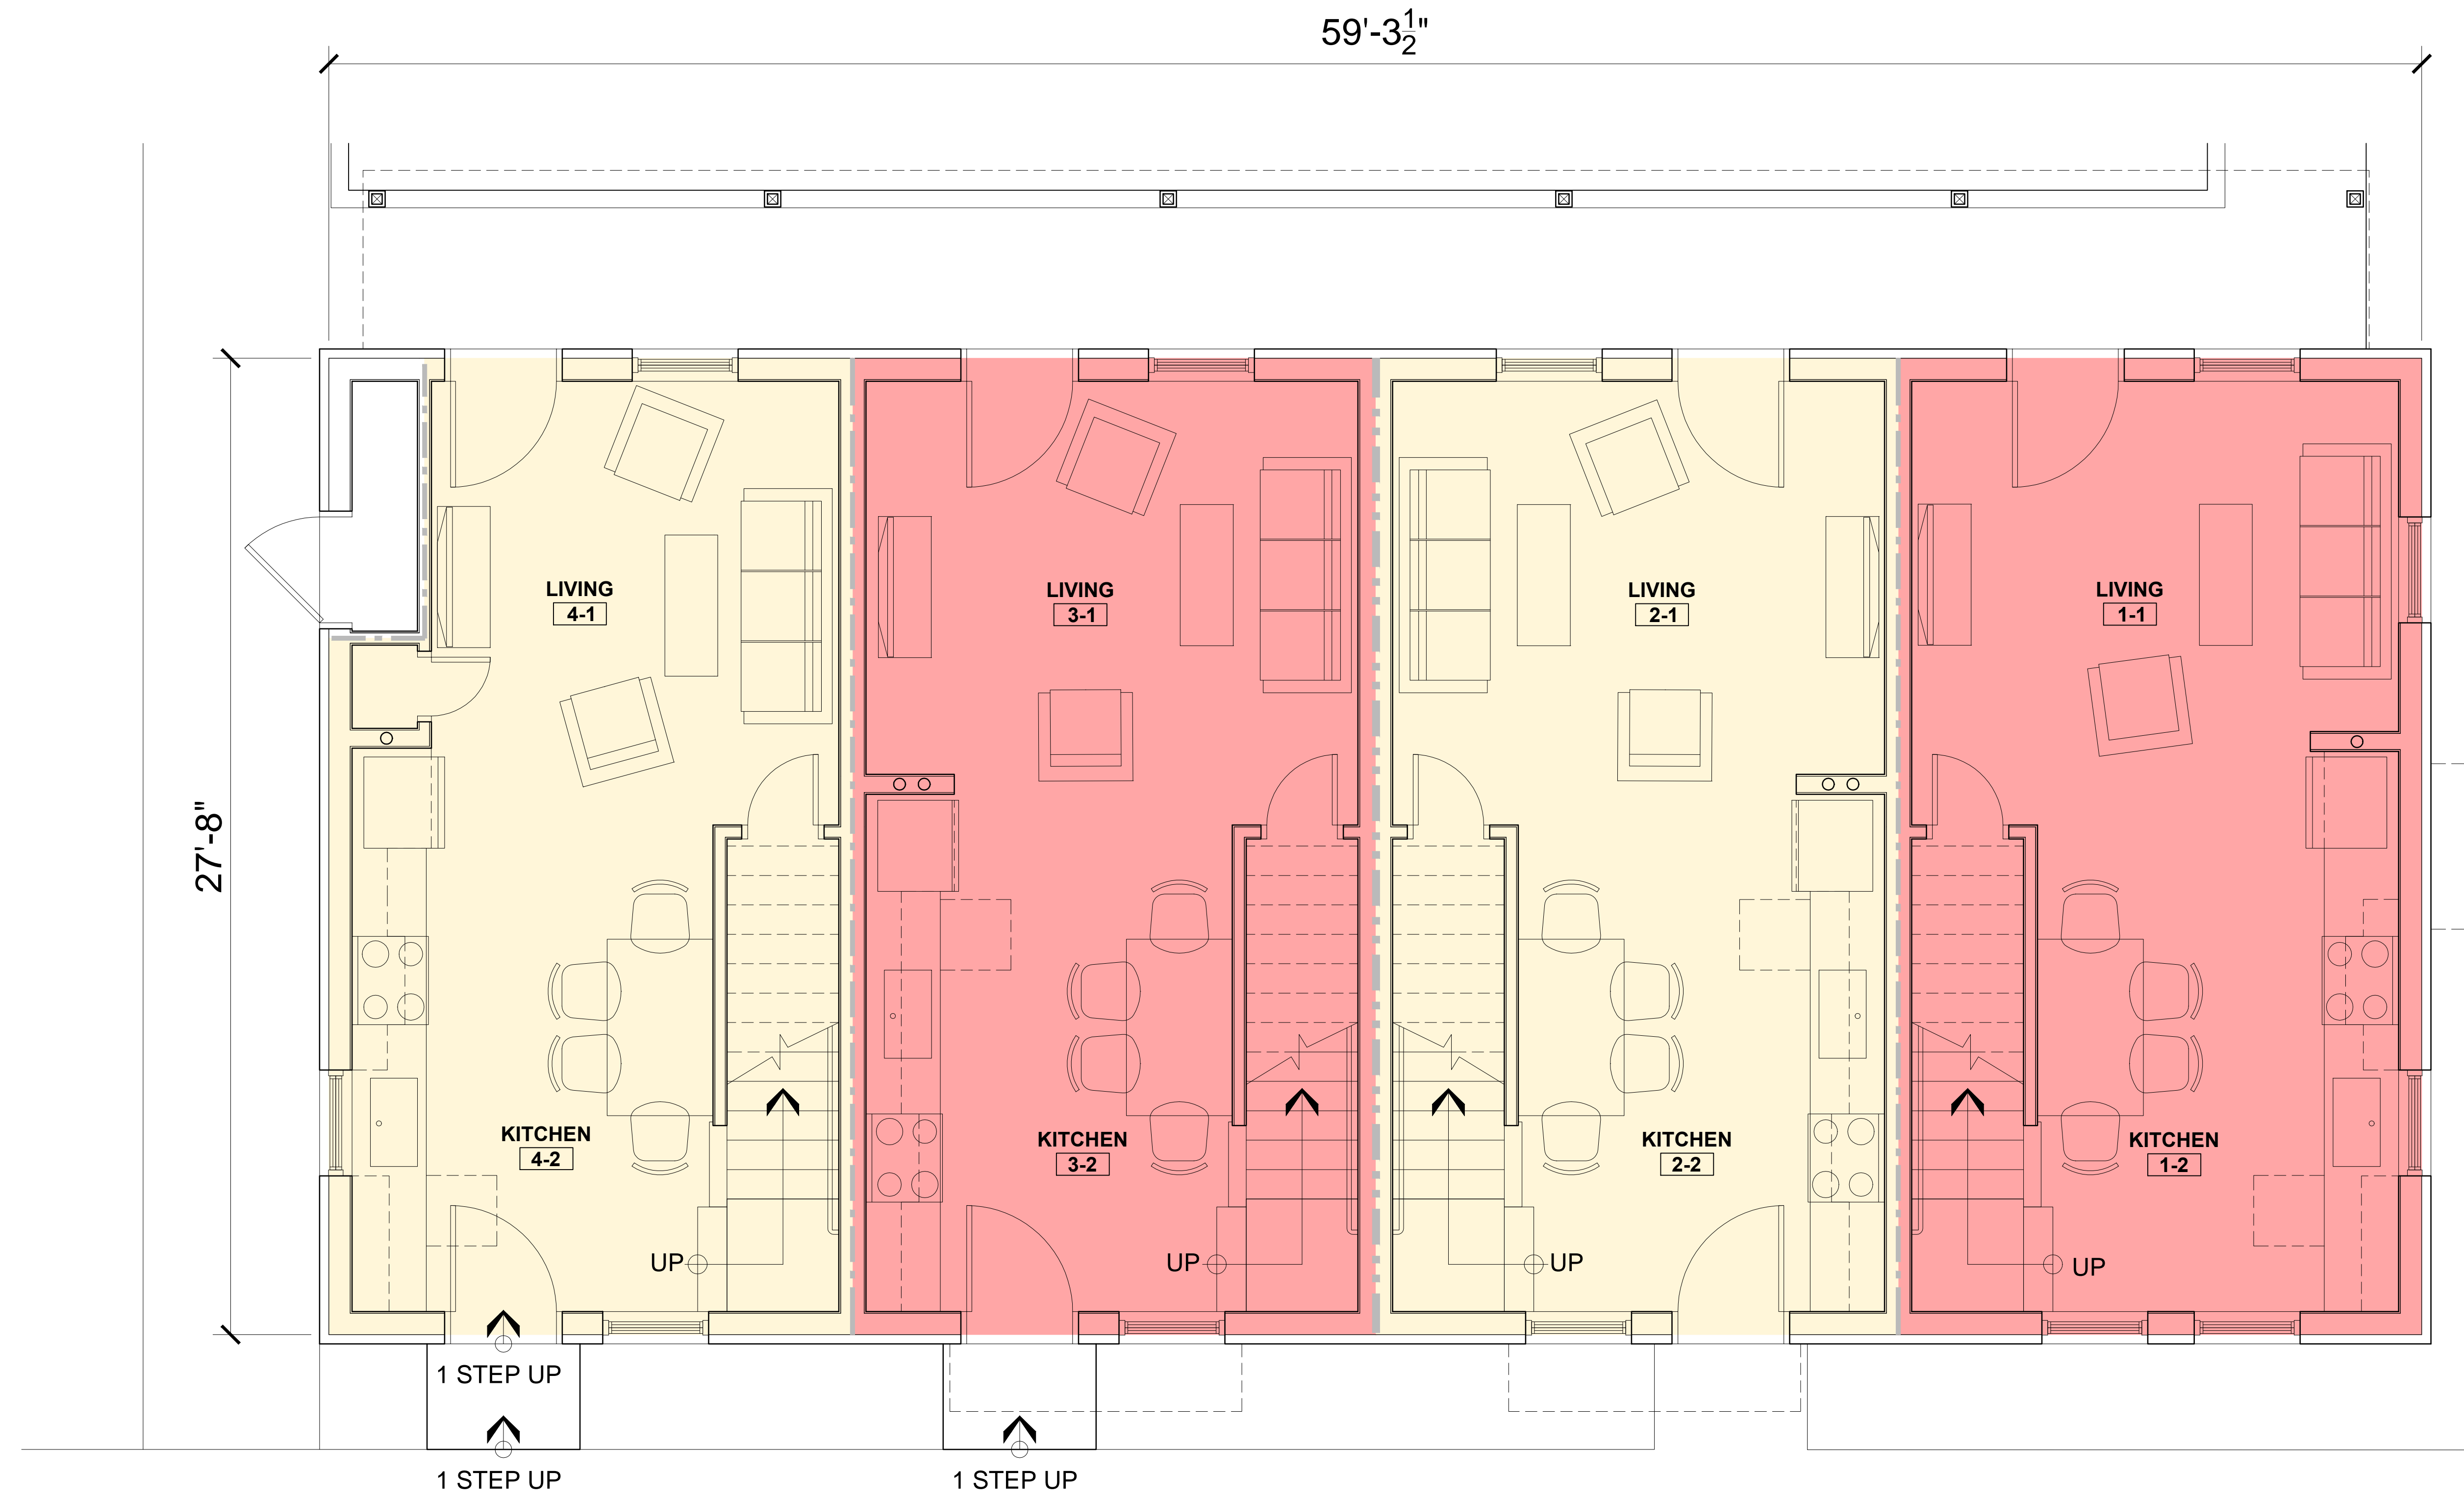 59'-3 1/2"
27'-8"
LIVING
4-1
LIVING
3-1
LIVING
2-1
LIVING
1-1
KITCHEN
4-2
KITCHEN
3-2
KITCHEN
2-2
KITCHEN
1-2
UP
UP
UP
UP
1 STEP UP
1 STEP UP
1 STEP UP